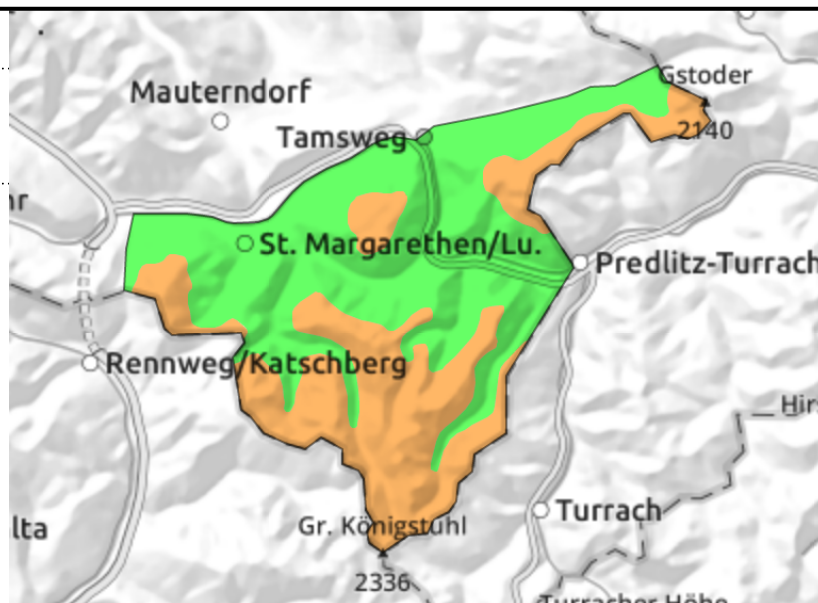 Gstoder
Mauterndorf
2140
Tamsweg
St. Margarethen/Lu.
Predlitz-Turrach
Rennweg/Katschberg
Turrach
Gr. Königstuhl
2336